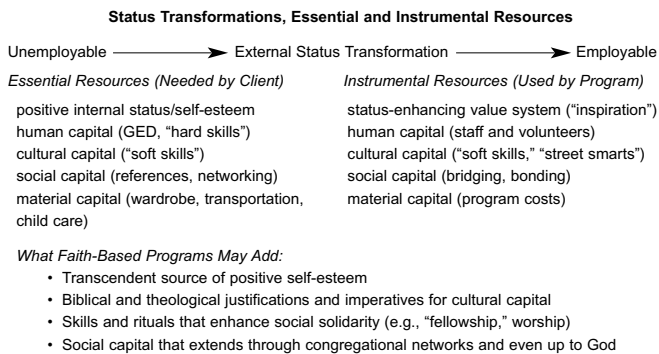 Status Transformations, Essential and Instrumental Resources
Unemployable External Status Transformation Employable
Essential Resources (Needed by Client)
positive internal status/self-esteem
human capital (GED, “hard skills”)
cultural capital (“soft skills”)
social capital (references, networking)
material capital (wardrobe, transportation,
child care)
Instrumental Resources (Used by Program)
status-enhancing value system (“inspiration”)
human capital (staff and volunteers)
cultural capital (“soft skills,” “street smarts”)
social capital (bridging, bonding)
material capital (program costs)
What Faith-Based Programs May Add:
• Transcendent source of positive self-esteem
• Biblical and theological justifications and imperatives for cultural capital
• Skills and rituals that enhance social solidarity (e.g., “fellowship,” worship)
• Social capital that extends through congregational networks and even up to God